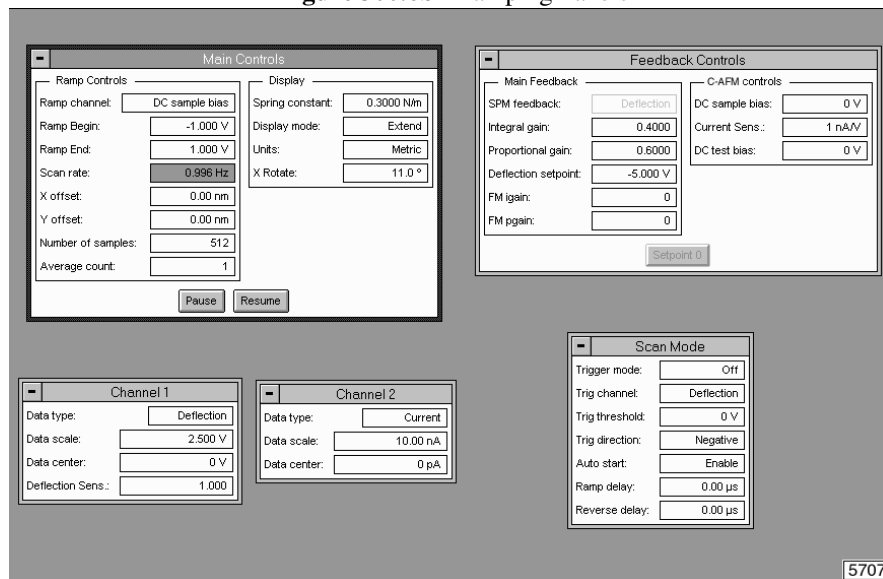 Main Controls
Ramp Controls
Ramp channel: DC sample bias
Ramp Begin: -1.000 V
Ramp End: 1.000 V
Scan rate: 0.996 Hz
X offset: 0.00 nm
Y offset: 0.00 nm
Number of samples: 512
Average count: 1
Display
Spring constant: 0.3000 N/m
Display mode: Extend
Units: Metric
X Rotate: 11.0 º
Pause Resume
Feedback Controls
Main Feedback
SPM feedback: Deflection
Integral gain: 0.4000
Proportional gain: 0.6000
Deflection setpoint: -5.000 V
FM igain: 0
FM pgain: 0
C-AFM controls
DC sample bias: 0 V
Current Sens.: 1 nA/V
DC test bias: 0 V
Setpoint 0
Scan Mode
Trigger mode: Off
Trig channel: Deflection
Trig threshold: 0 V
Trig direction: Negative
Auto start: Enable
Ramp delay: 0.00 µs
Reverse delay: 0.00 µs
Channel 1
Data type: Deflection
Data scale: 2.500 V
Data center: 0 V
Deflection Sens.: 1.000
Channel 2
Data type: Current
Data scale: 10.00 nA
Data center: 0 pA
5707